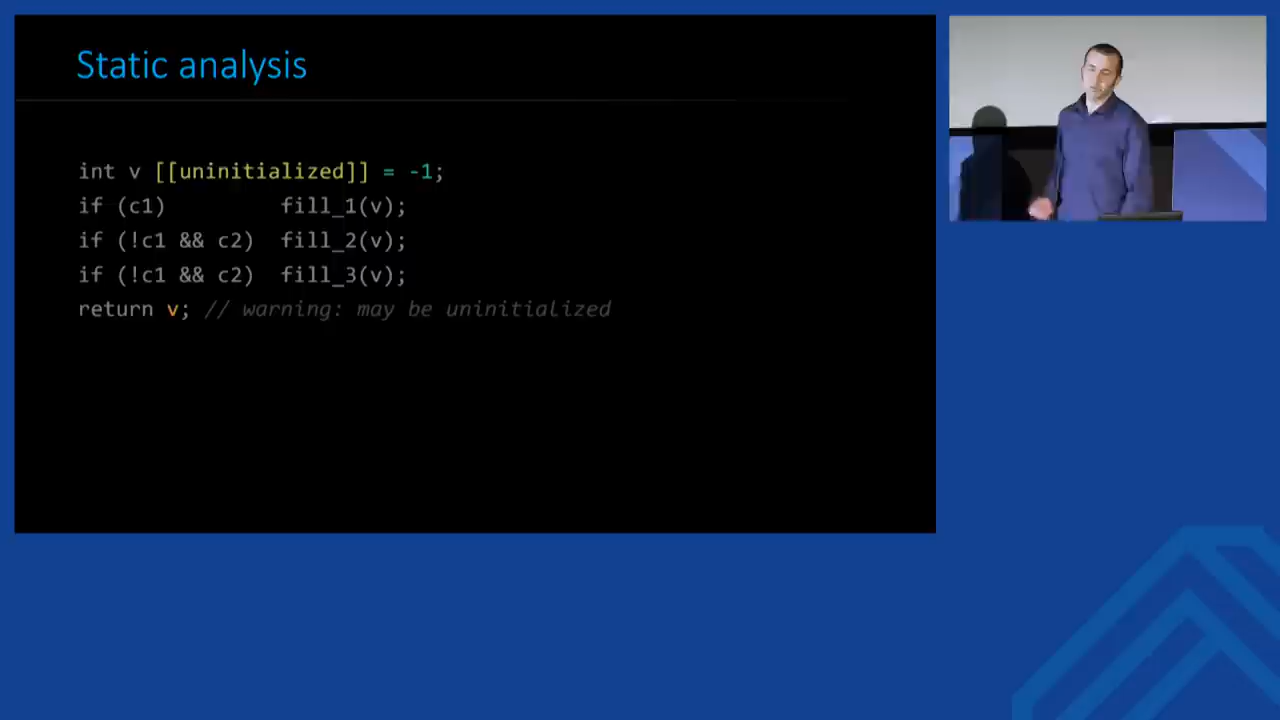 Static analysis
int v [[uninitialized]] = -1;
if (c1)         fill_1(v);
if (!c1 && c2)  fill_2(v);
if (!c1 && c2)  fill_3(v);
return v; // warning: may be uninitialized